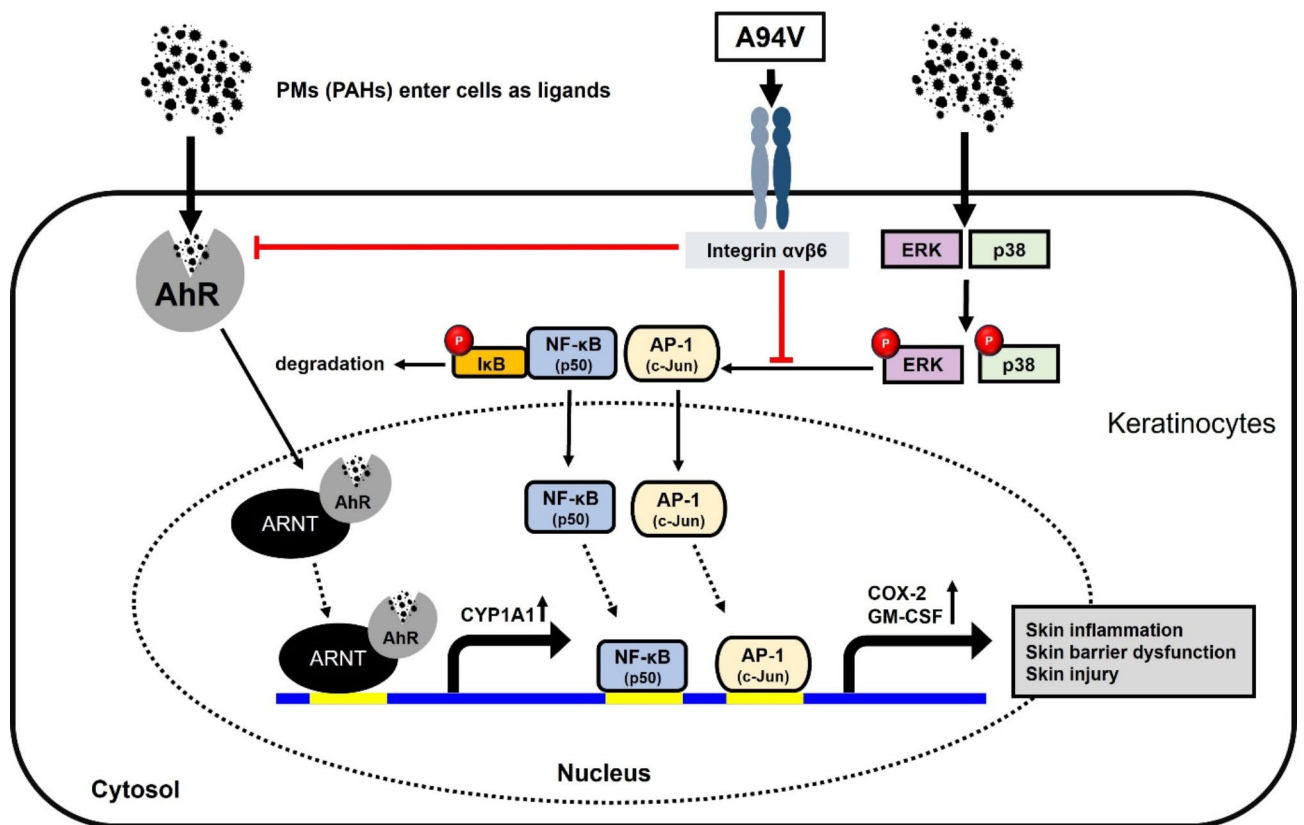 A94V
PMs (PAHs) enter cells as ligands
Integrin αvβ6
ERK
p38
AhR
P
P
P
NF-κB
(p50)
AP-1
(c-Jun)
degradation
IκB
ERK
p38
Keratinocytes
AhR
ARNT
NF-κB
(p50)
AP-1
(c-Jun)
CYP1A1
COX-2
GM-CSF
AhR
ARNT
NF-κB
(p50)
AP-1
(c-Jun)
Skin inflammation
Skin barrier dysfunction
Skin injury
Nucleus
Cytosol